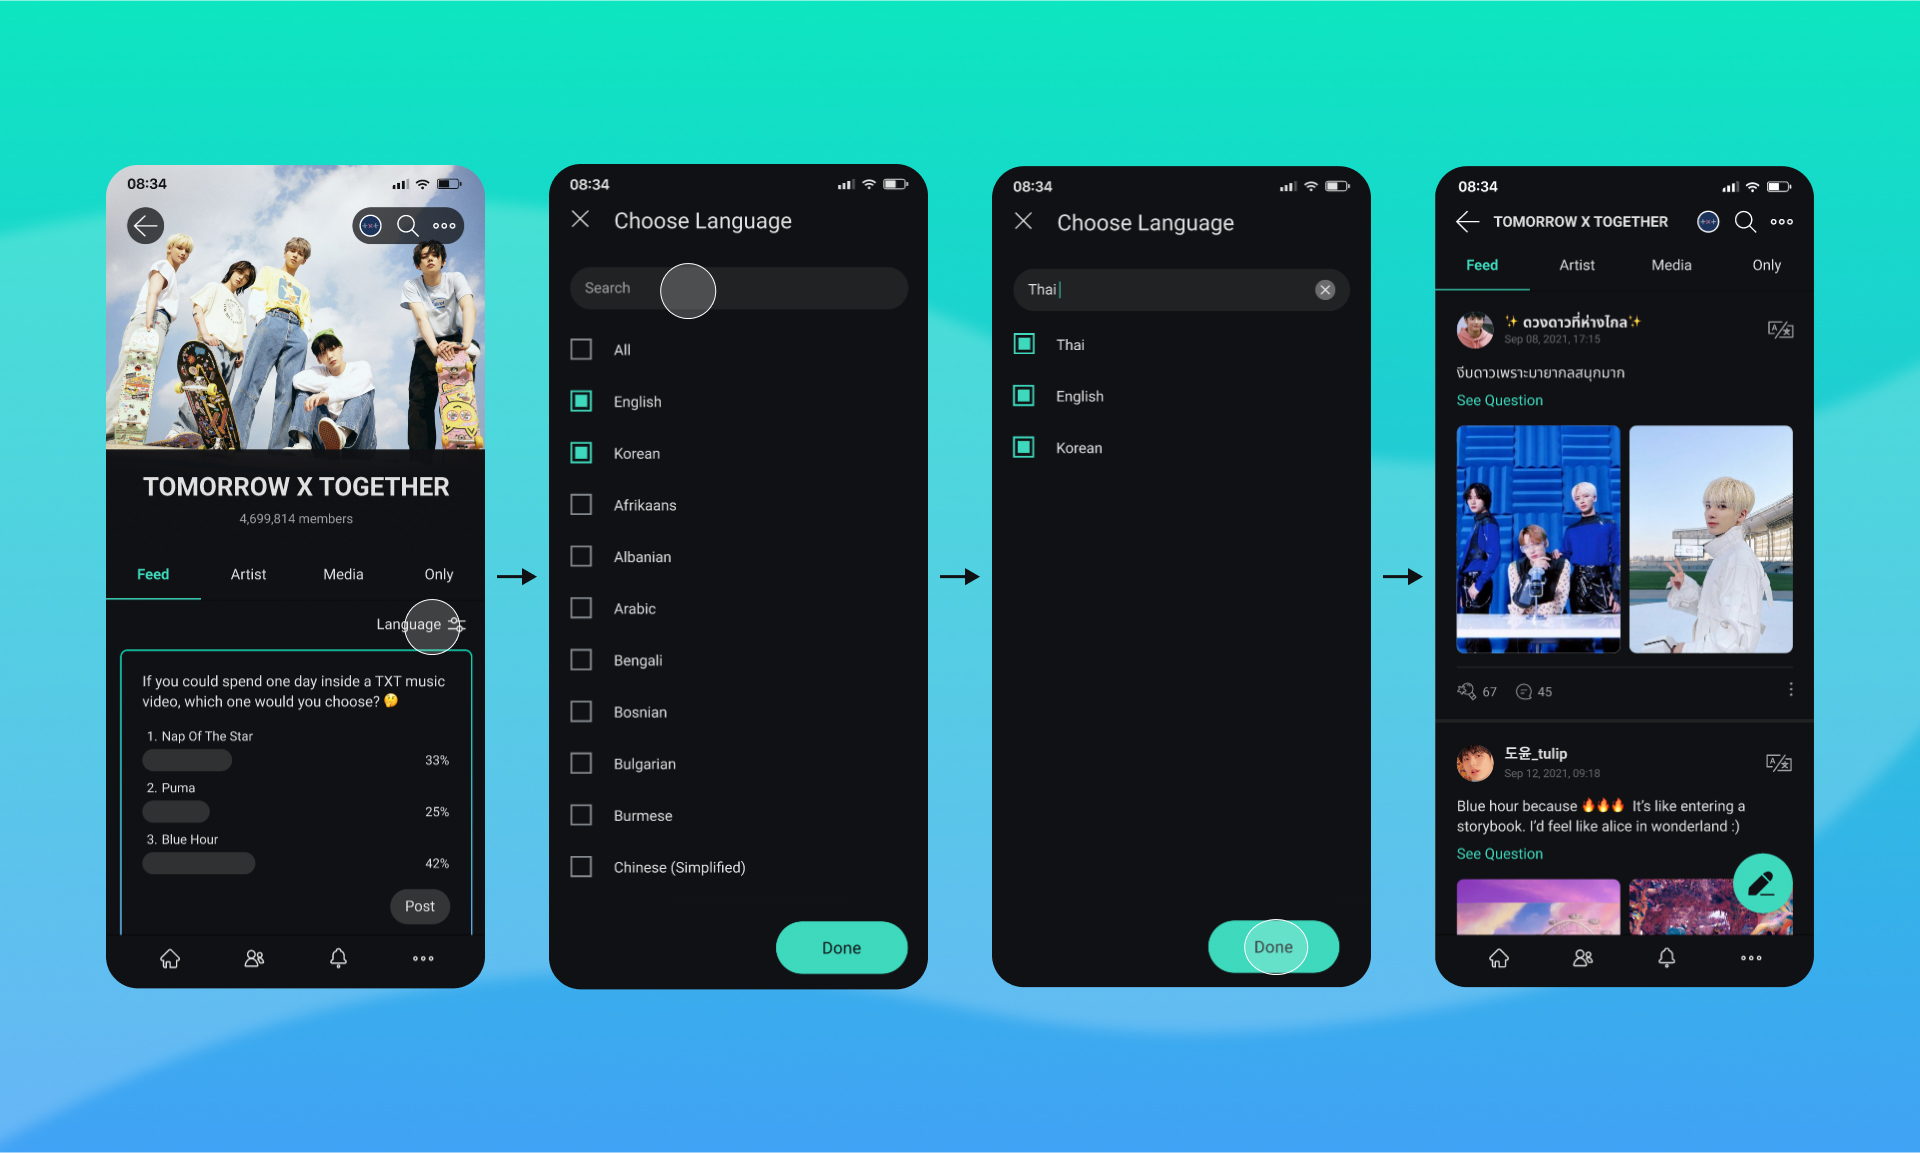 08:34
TOMORROW X TOGETHER
4,699,814 members
Feed
Artist
Media
Only
Language
If you could spend one day inside a TXT music
video, which one would you choose? 🤔
1. Nap Of The Star
33%
2. Puma
25%
3. Blue Hour
42%
Post
08:34
Choose Language
Search
All
English
Korean
Afrikaans
Albanian
Arabic
Bengali
Bosnian
Bulgarian
Burmese
Chinese (Simplified)
Done
08:34
Choose Language
Thai
Thai
English
Korean
Done
08:34
TOMORROW X TOGETHER
Feed
Artist
Media
Only
✨ ดวงดาวที่ห่างไกล✨
Sep 08, 2021, 17:15
งีบดาวเพราะมายากลสนุกมาก
See Question
67
45
도윤_tulip
Sep 12, 2021, 09:18
Blue hour because 🔥🔥🔥 It's like entering a
storybook. I'd feel like alice in wonderland :)
See Question